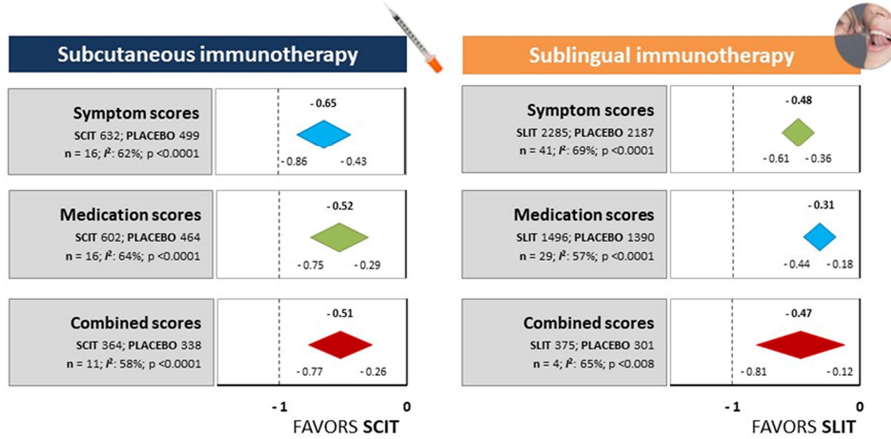 Subcutaneous immunotherapy
Symptom scores
SCIT 632; PLACEBO 499
n = 16; I²: 62%; p <0.0001
- 0.65
- 0.86
- 0.43
Medication scores
SCIT 602; PLACEBO 464
n = 16; I²: 64%; p <0.0001
- 0.52
- 0.75
- 0.29
Combined scores
SCIT 364; PLACEBO 338
n = 11; I²: 58%; p <0.0001
- 0.51
- 0.77
- 0.26
- 1
0
FAVORS SCIT
Sublingual immunotherapy
Symptom scores
SLIT 2285; PLACEBO 2187
n = 41; I²: 69%; p <0.0001
- 0.48
- 0.61
- 0.36
Medication scores
SLIT 1496; PLACEBO 1390
n = 29; I²: 57%; p <0.0001
- 0.31
- 0.44
- 0.18
Combined scores
SLIT 375; PLACEBO 301
n = 4; I²: 65%; p <0.008
- 0.47
- 0.81
- 0.12
- 1
0
FAVORS SLIT